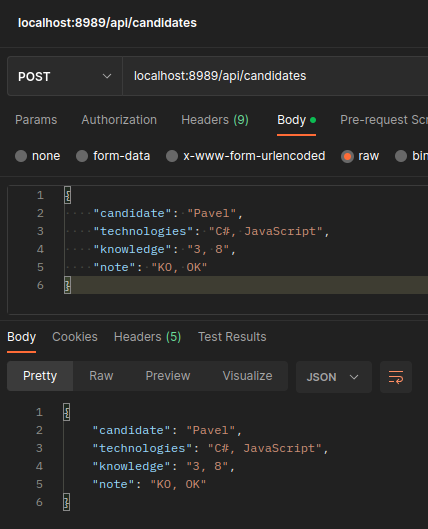 localhost:8989/api/candidates
POST localhost:8989/api/candidates
Params Authorization Headers (9) Body Pre-request Scr
none form-data x-www-form-urlencoded raw bin
1 {
2 "candidate": "Pavel",
3 "technologies": "C#, JavaScript",
4 "knowledge": "3, 8",
5 "note": "KO, OK"
6 }
Body Cookies Headers (5) Test Results
Pretty Raw Preview Visualize JSON
1 {
2 "candidate": "Pavel",
3 "technologies": "C#, JavaScript",
4 "knowledge": "3, 8",
5 "note": "KO, OK"
6 }